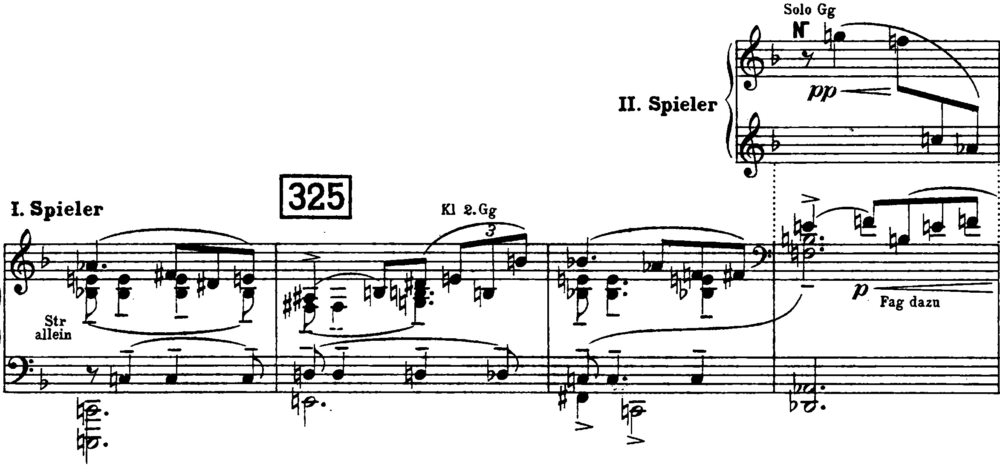 Solo Gg
N
pp
II. Spieler
325
I. Spieler
Kl 2.Gg
3
p
Fag dazu
Str
allein